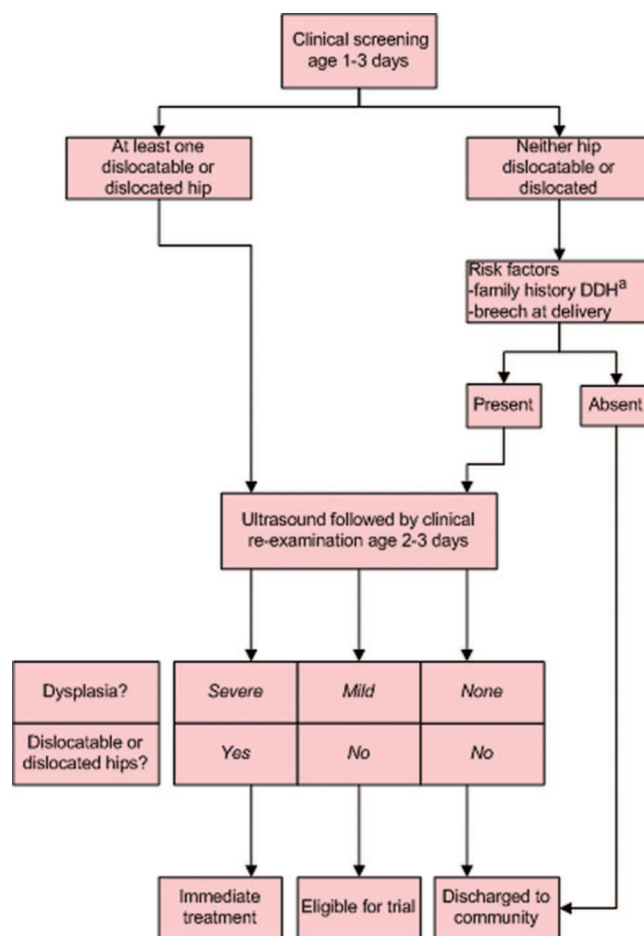 Clinical screening
age 1-3 days
At least one
dislocatable or
dislocated hip
Neither hip
dislocatable or
dislocated
Risk factors
-family history DDHᵃ
-breech at delivery
Present
Absent
Ultrasound followed by clinical
re-examination age 2-3 days
Dysplasia?
Severe
Mild
None
Dislocatable or
dislocated hips?
Yes
No
No
Immediate
treatment
Eligible for trial
Discharged to
community